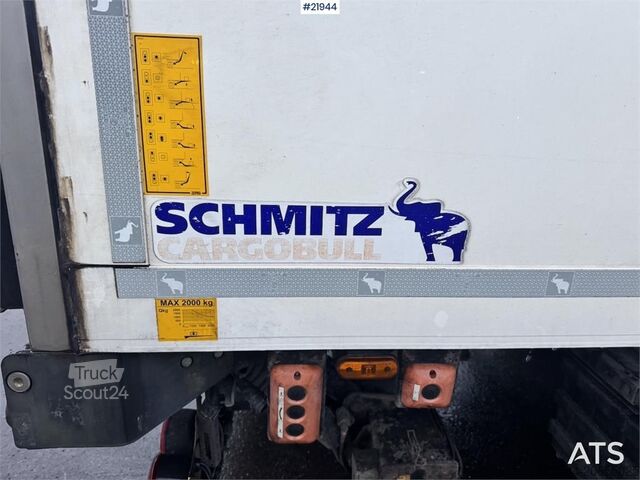 #21944
SCHMITZ
CARGOBULL
MAX 2000 kg
Truck
Scout24
ATS